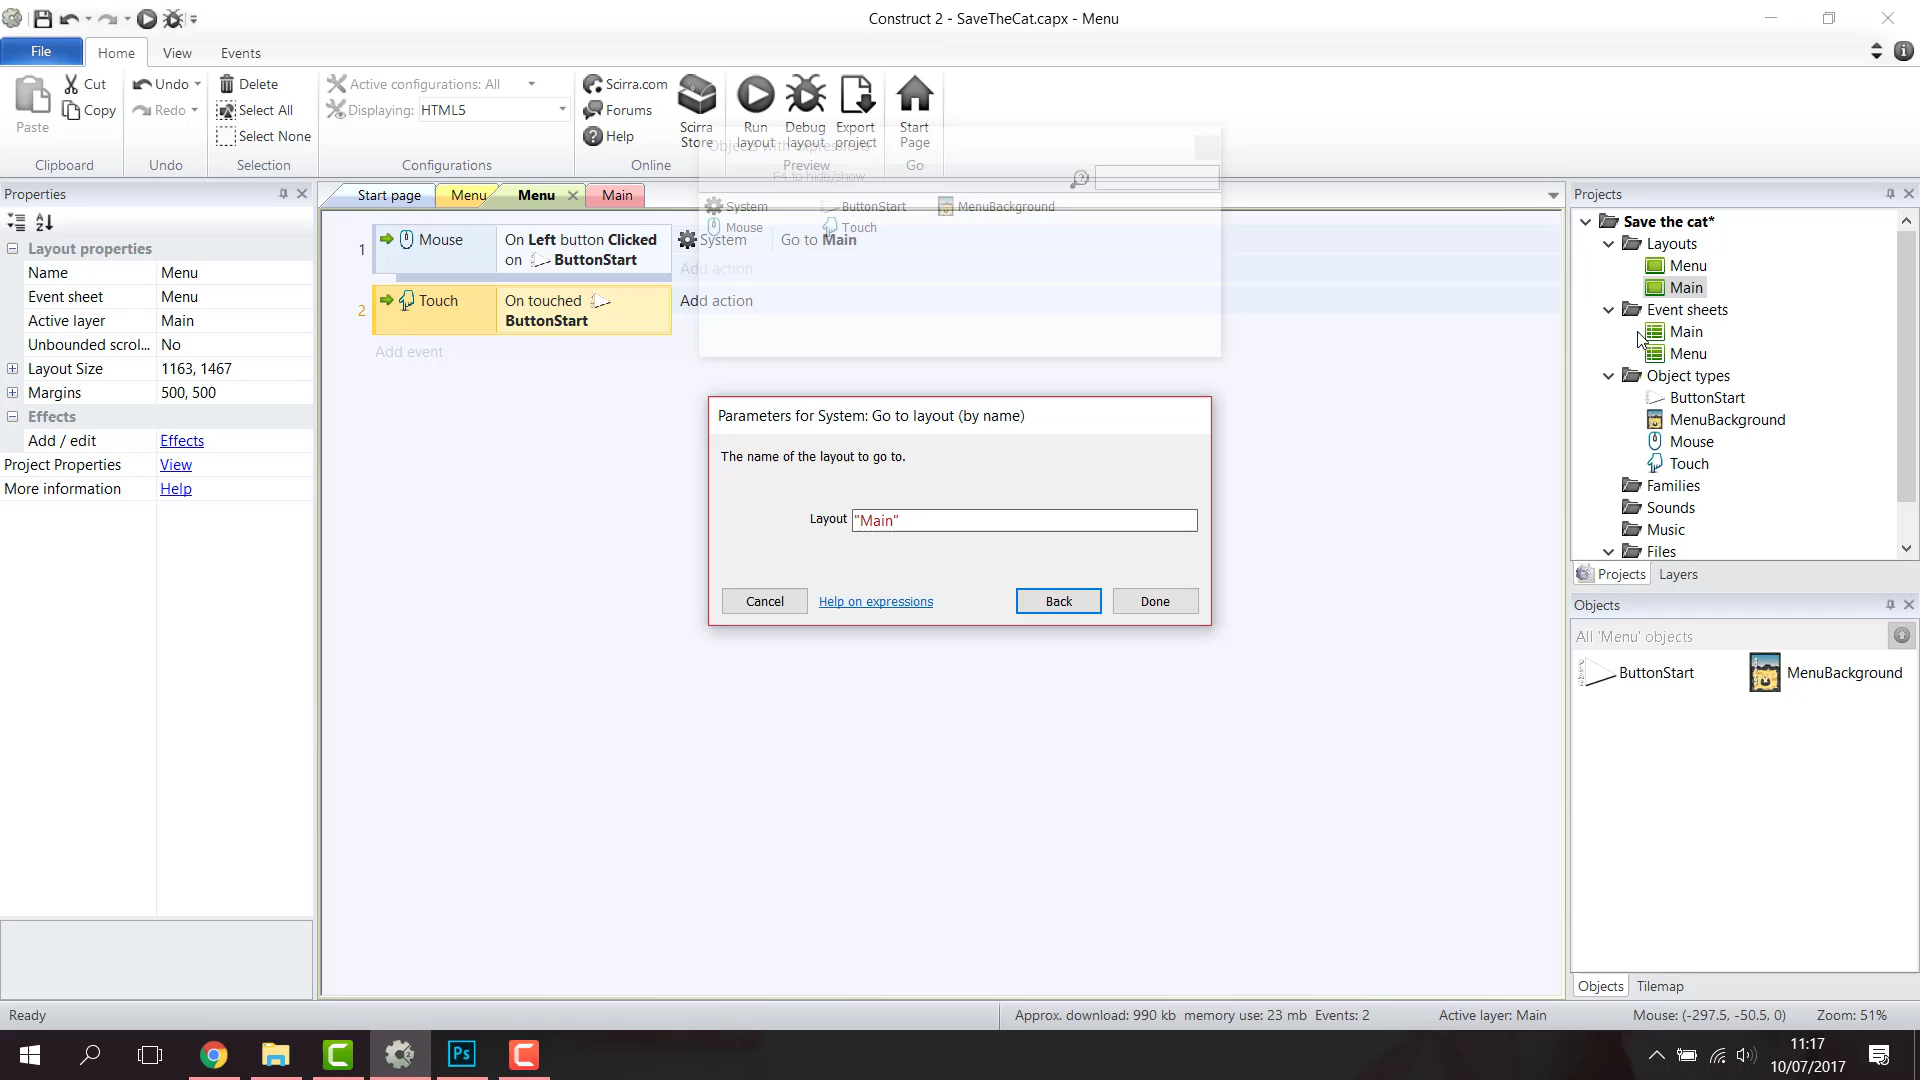 Construct 2 - SaveTheCat.capx - Menu
File
Home
View
Events
Paste
Cut
Copy
Clipboard
Undo
Redo
Undo
Delete
Select All
Select None
Selection
Active configurations: All
Displaying: HTML5
Configurations
Scirra.com
Forums
Help
Online
Scirra
Store
Run
layout
Debug
layout
Export
project
Preview
Start
Page
Go
Properties
Layout properties
Name Menu
Event sheet Menu
Active layer Main
Unbounded scrol... No
Layout Size 1163, 1467
Margins 500, 500
Effects
Add / edit Effects
Project Properties View
More information Help
Start page
Menu
Menu
Main
Objects with expressions
F4 to hide/show
System
ButtonStart
MenuBackground
Mouse
Touch
1
Mouse
On Left button Clicked
on ButtonStart
System
Go to Main
Add action
2
Touch
On touched
ButtonStart
Add action
Add event
Parameters for System: Go to layout (by name)
The name of the layout to go to.
Layout "Main"
Cancel
Help on expressions
Back
Done
Projects
Save the cat*
Layouts
Menu
Main
Event sheets
Main
Menu
Object types
ButtonStart
MenuBackground
Mouse
Touch
Families
Sounds
Music
Files
Projects
Layers
Objects
All 'Menu' objects
ButtonStart
MenuBackground
Objects
Tilemap
Ready
Approx. download: 990 kb memory use: 23 mb Events: 2
Active layer: Main
Mouse: (-297.5, -50.5, 0)
Zoom: 51%
Ps
11:17
10/07/2017